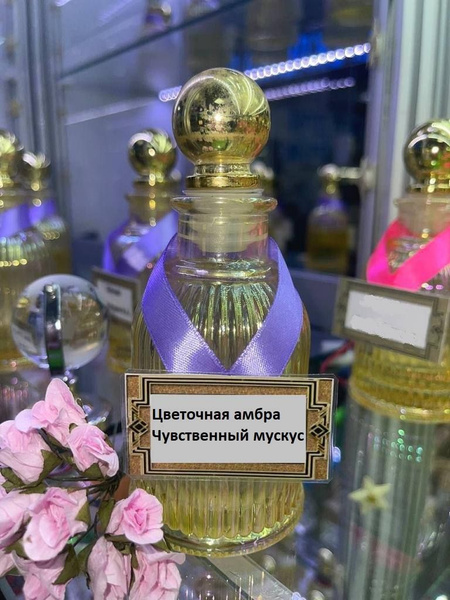 Цветочная амбра
Чувственный мускус